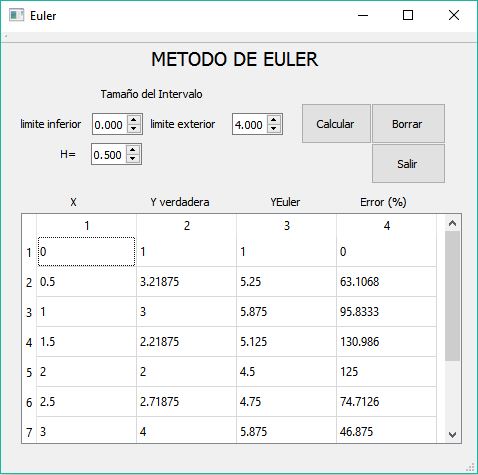 Euler
METODO DE EULER
Tamaño del Intervalo
limite inferior 0.000 limite exterior 4.000 Calcular Borrar
H= 0.500 Salir
X Y verdadera YEuler Error (%)
1 2 3 4
1 0 1 1 0
2 0.5 3.21875 5.25 63.1068
3 1 3 5.875 95.8333
4 1.5 2.21875 5.125 130.986
5 2 2 4.5 125
6 2.5 2.71875 4.75 74.7126
7 3 4 5.875 46.875